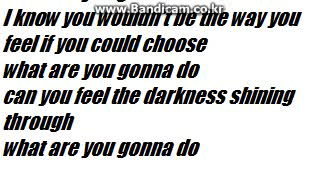 www.Bandicam.co.kr
I know you wouldn't be the way you
feel if you could choose
what are you gonna do
can you feel the darkness shining
through
what are you gonna do